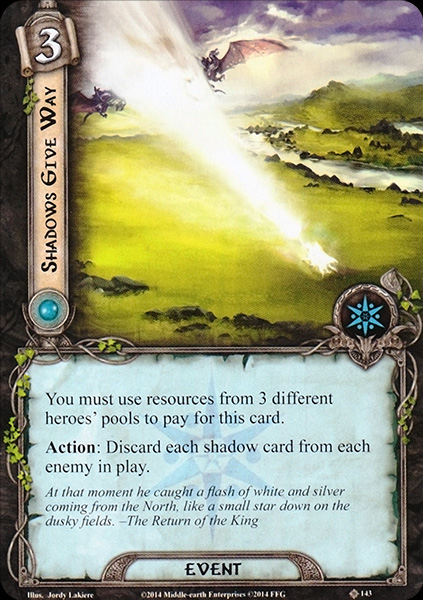 3
Shadows Give Way
You must use resources from 3 different
heroes' pools to pay for this card.
Action: Discard each shadow card from each
enemy in play.
At that moment he caught a flash of white and silver
coming from the North, like a small star down on the
dusky fields. –The Return of the King
EVENT
Illus. Jordy Lakiere
©2014 Middle-earth Enterprises ©2014 FFG
143